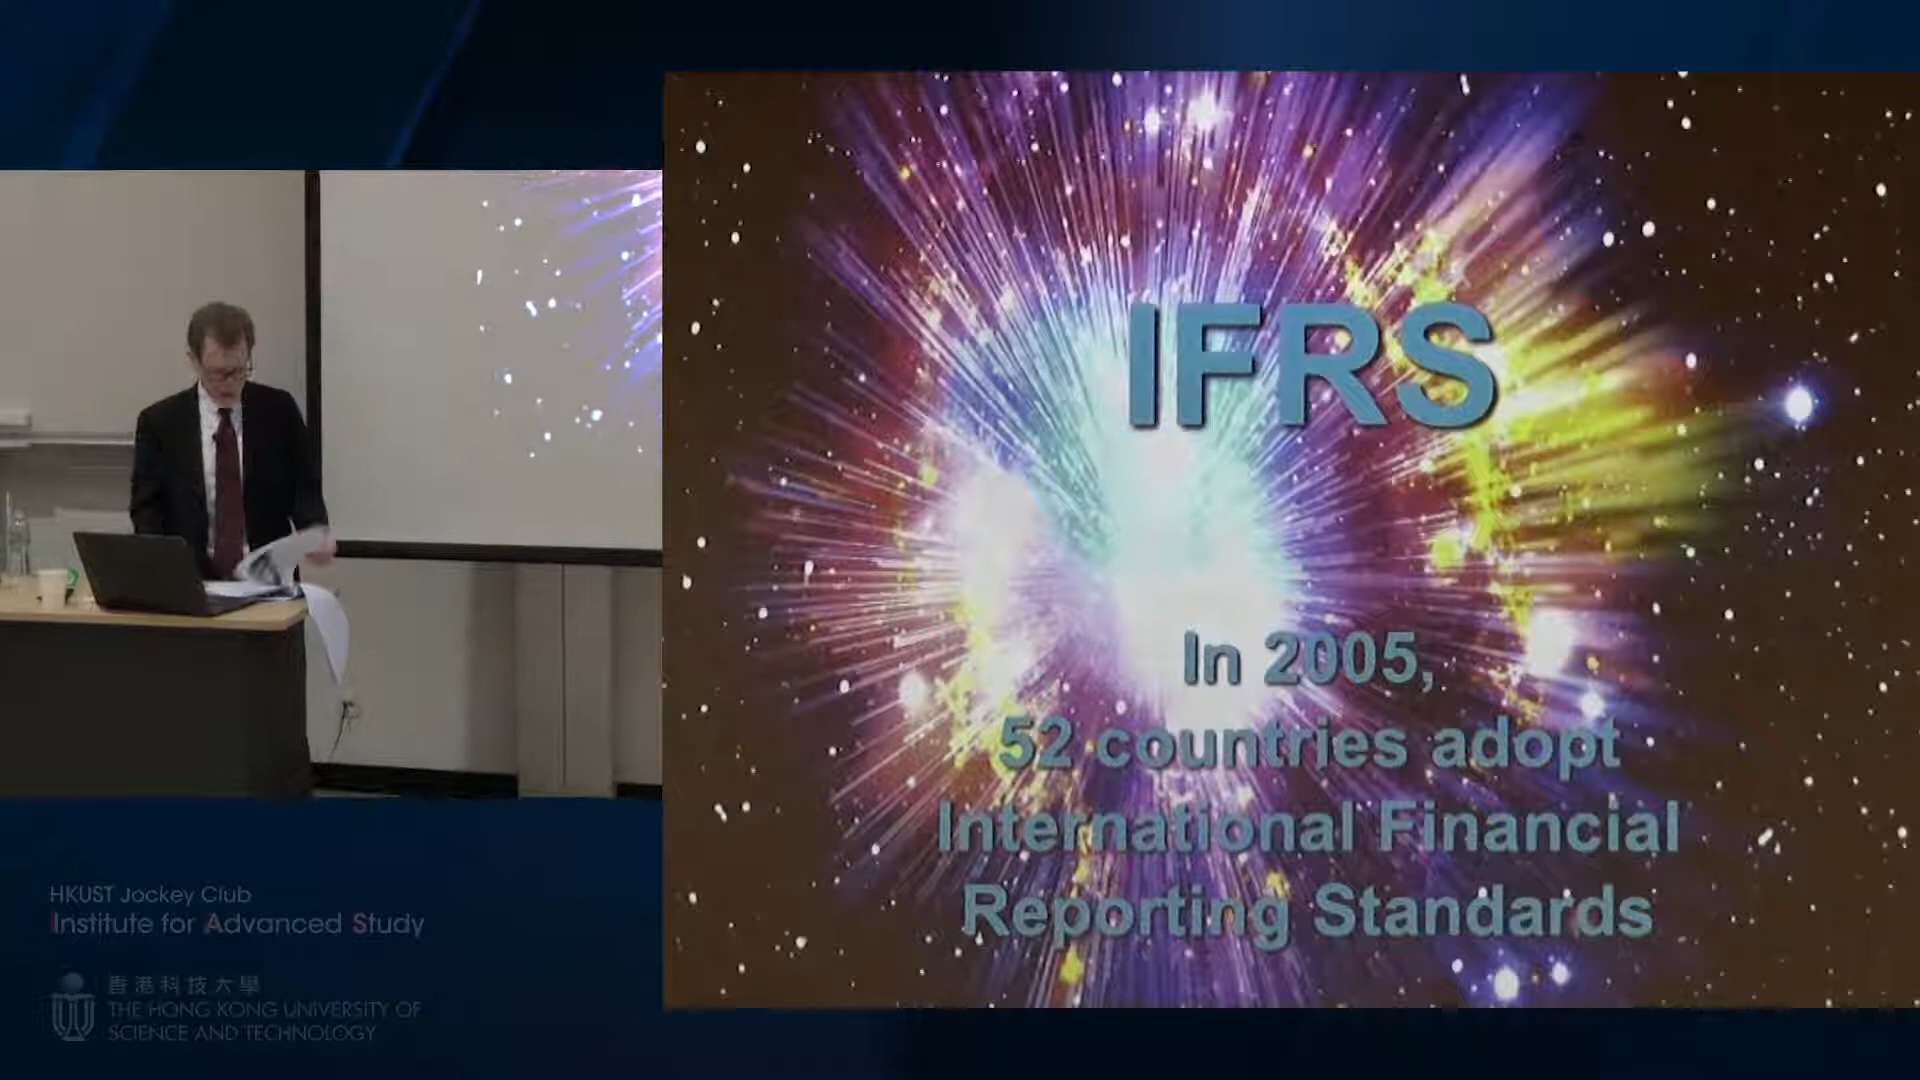 IFRS
In 2005,
52 countries adopt
International Financial
Reporting Standards
HKUST Jockey Club
Institute for Advanced Study
香港科技大學
THE HONG KONG UNIVERSITY OF
SCIENCE AND TECHNOLOGY